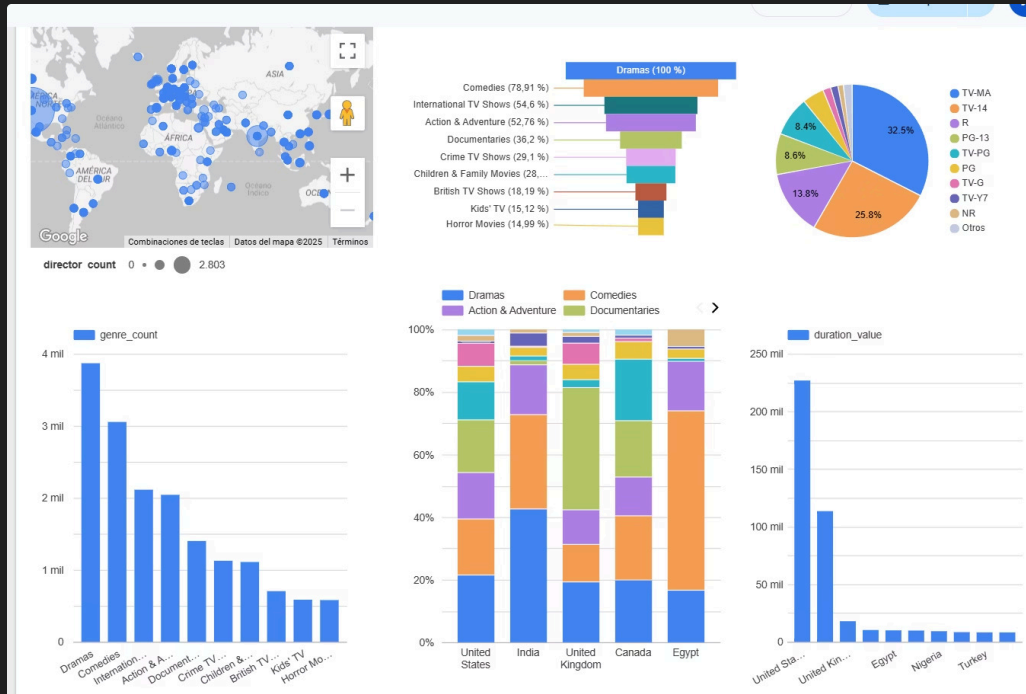 ASIA
Océano
Atlántico
ÁFRICA
AMÉRICA
DEL SUR
Océano
Índico
Google
Combinaciones de teclas
Datos del mapa ©2025
Términos
director count 0 2.803
Dramas (100 %)
Comedies (78,91 %)
International TV Shows (54,6 %)
Action & Adventure (52,76 %)
Documentaries (36,2 %)
Crime TV Shows (29,1 %)
Children & Family Movies (28,...
British TV Shows (18,19 %)
Kids' TV (15,12 %)
Horror Movies (14,99 %)
32.5%
25.8%
13.8%
8.6%
8.4%
TV-MA
TV-14
R
PG-13
TV-PG
PG
TV-G
TV-Y7
NR
Otros
genre_count
4 mil
3 mil
2 mil
1 mil
0
Dramas
Comedies
Internation...
Action & A...
Document...
Crime TV...
Children &...
British TV...
Kids' TV
Horror Mo...
Dramas
Comedies
Action & Adventure
Documentaries
100%
80%
60%
40%
20%
0%
United
States
India
United
Kingdom
Canada
Egypt
duration_value
250 mil
200 mil
150 mil
100 mil
50 mil
0
United Sta...
United Kin...
Egypt
Nigeria
Turkey